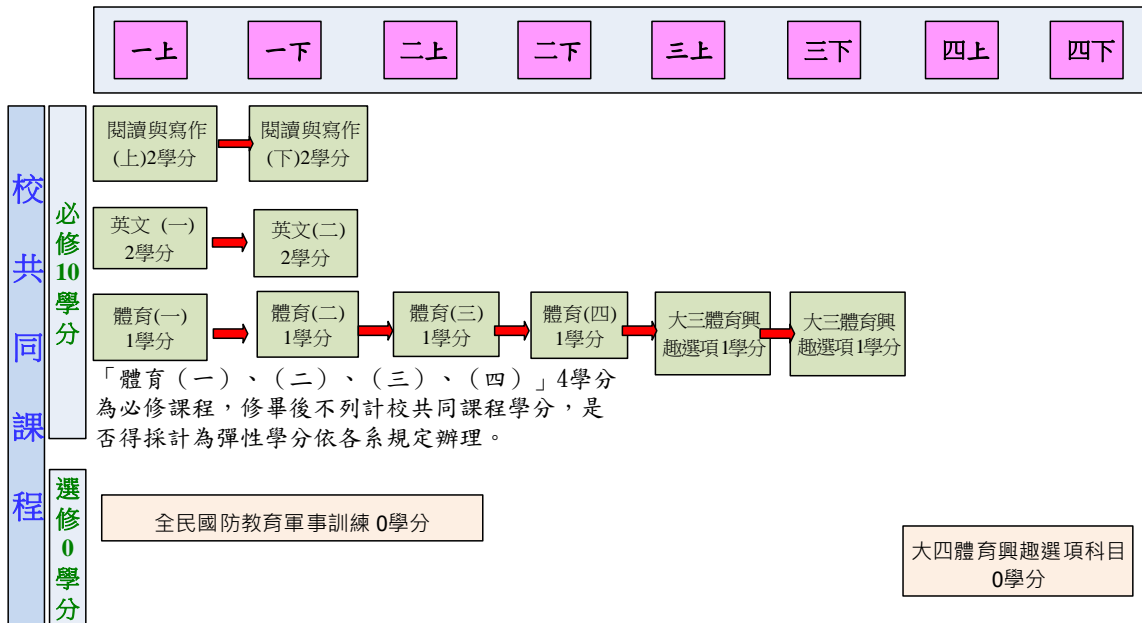 一上
一下
二上
二下
三上
三下
四上
四下
校共同課程
必修10學分
閱讀與寫作
(上)2學分
閱讀與寫作
(下)2學分
英文 (一)
2學分
英文(二)
2學分
體育(一)
1學分
體育(二)
1學分
體育(三)
1學分
體育(四)
1學分
大三體育興
趣選項1學分
大三體育興
趣選項1學分
「體育（一）、（二）、（三）、（四）」4學分
為必修課程，修畢後不列計校共同課程學分，是
否得採計為彈性學分依各系規定辦理。
選修0學分
全民國防教育軍事訓練 0學分
大四體育興趣選項科目
0學分